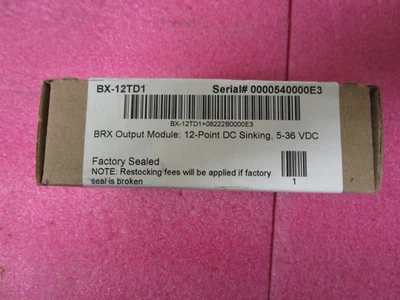 BX-12TD1 Serial# 0000540000E3
BX-12TD1+08222B0000E3
BRX Output Module: 12-Point DC Sinking, 5-36 VDC
Factory Sealed
NOTE: Restocking fees will be applied if factory
seal is broken
1